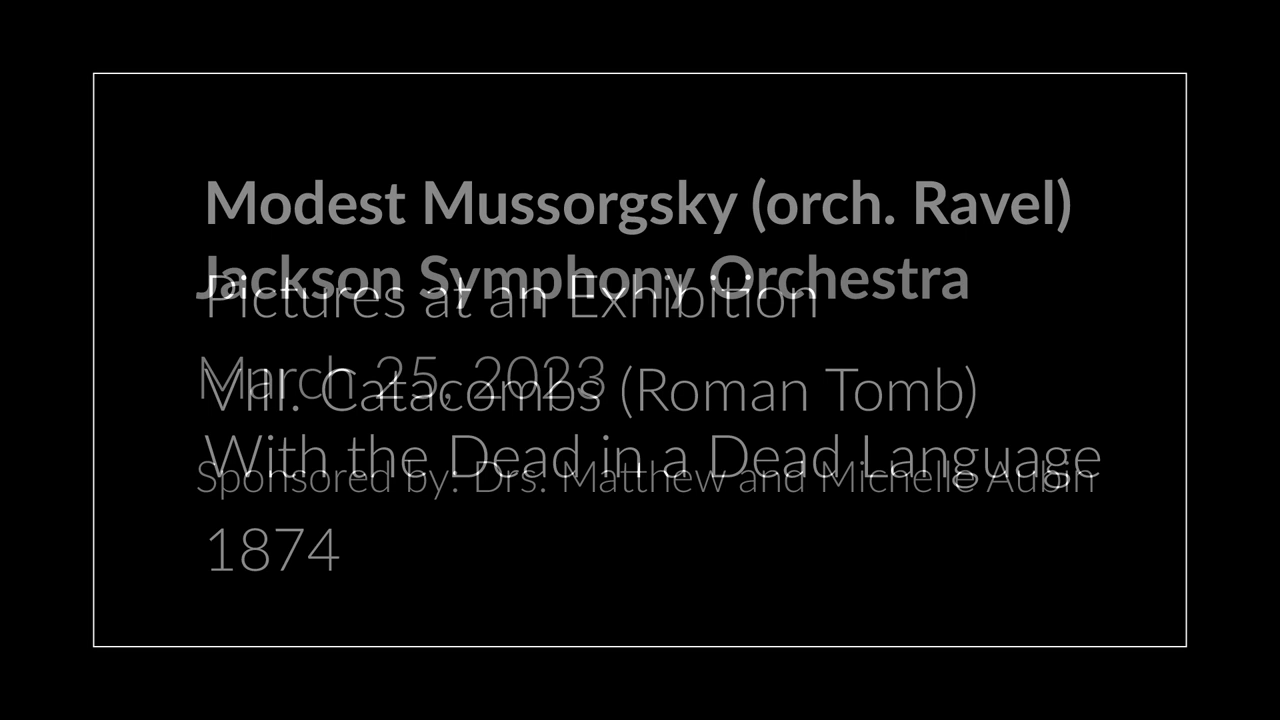 Modest Mussorgsky (orch. Ravel)
Jackson Symphony Orchestra
Pictures at an Exhibition
March 25, 2023
VIII. Catacombs (Roman Tomb)
With the Dead in a Dead Language
Sponsored by: Drs. Matthew and Michelle Aubin
1874